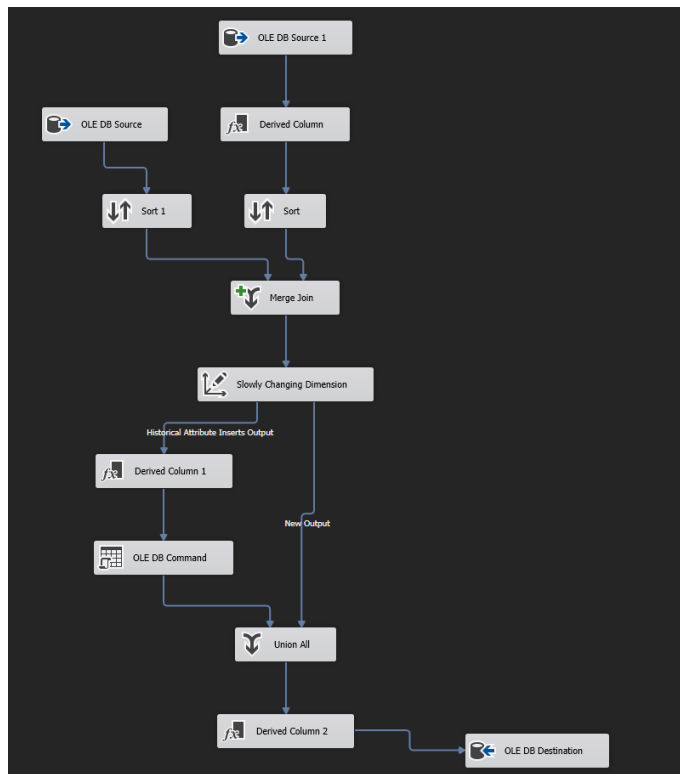 OLE DB Source 1
OLE DB Source
Derived Column
Sort 1
Sort
Merge Join
Slowly Changing Dimension
Historical Attribute Inserts Output
Derived Column 1
New Output
OLE DB Command
Union All
Derived Column 2
OLE DB Destination